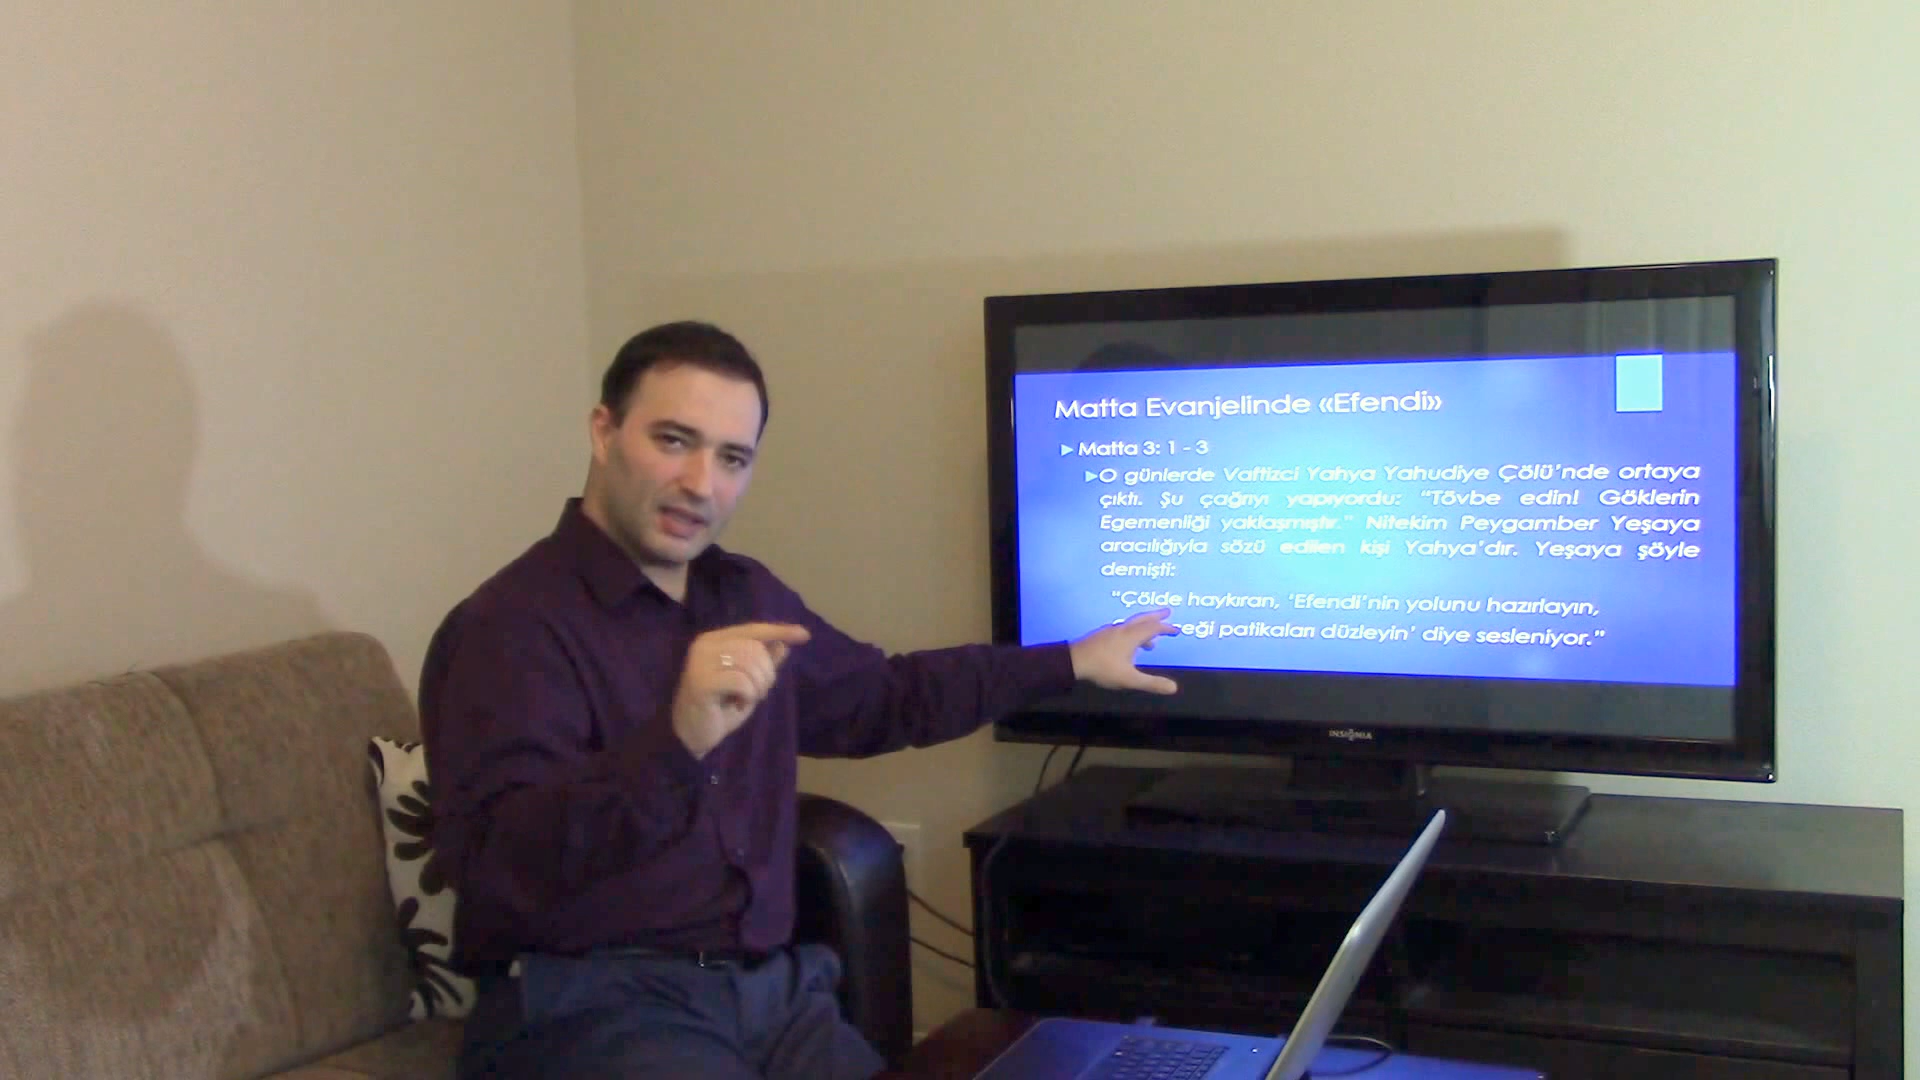 Matta Evanjelinde «Efendi»
Matta 3: 1 - 3
O günlerde Vaftizci Yahya Yahudiye Çölü’nde ortaya
çıktı. Şu çağrıyı yapıyordu: “Tövbe edin! Göklerin
Egemenliği yaklaşmıştır.” Nitekim Peygamber Yeşaya
aracılığıyla sözü edilen kişi Yahya’dır. Yeşaya şöyle
demişti:
“Çölde haykıran, ‘Efendi’nin yolunu hazırlayın,
patikaları düzleyin’ diye sesleniyor.”
INSIGNIA